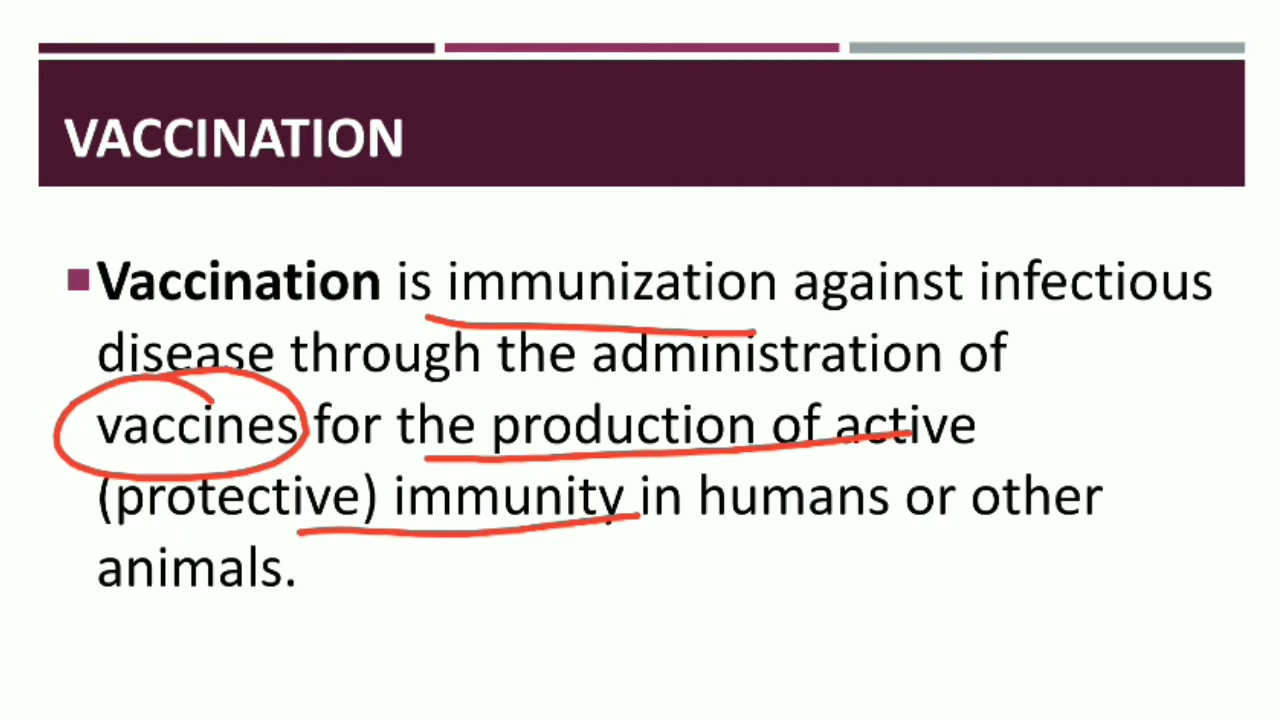 VACCINATION
Vaccination is immunization against infectious
disease through the administration of
vaccines for the production of active
(protective) immunity in humans or other
animals.